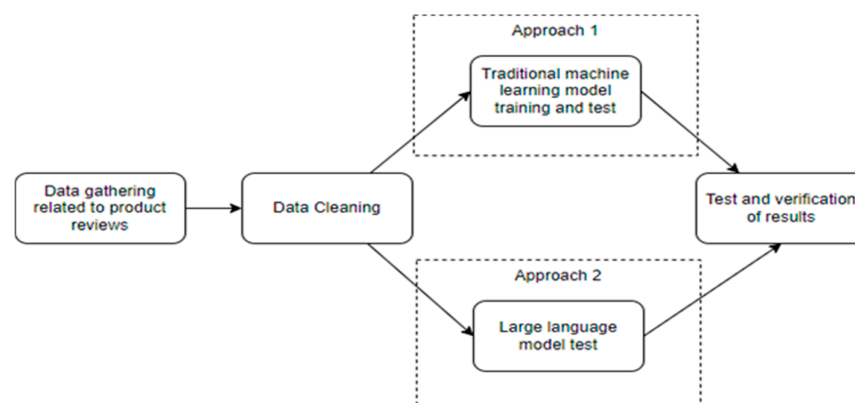 Approach 1
Traditional machine
learning model
training and test
Data gathering
related to product
reviews
Data Cleaning
Test and verification
of results
Approach 2
Large language
model test